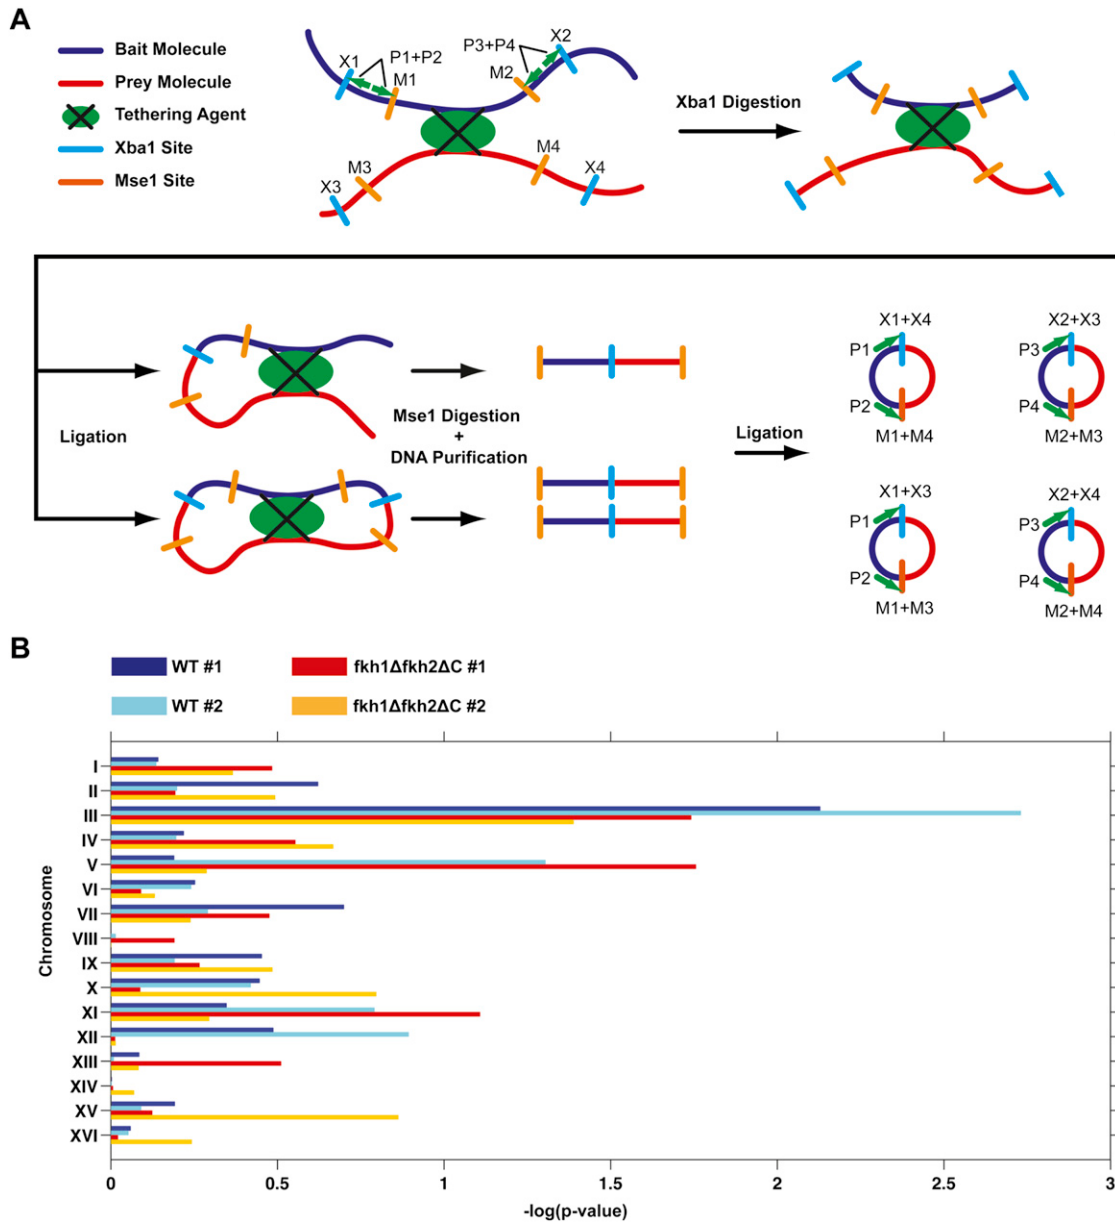 A
Bait Molecule
Prey Molecule
Tethering Agent
Xba1 Site
Mse1 Site
X1
P1+P2
M1
P3+P4
X2
M2
M3
X3
M4
X4
Xba1 Digestion
Ligation
Mse1 Digestion
+
DNA Purification
Ligation
X1+X4
P1
P2
M1+M4
X2+X3
P3
P4
M2+M3
X1+X3
P1
P2
M1+M3
X2+X4
P3
P4
M2+M4
B
WT #1
fkh1Δfkh2ΔC #1
WT #2
fkh1Δfkh2ΔC #2
Chromosome
I
II
III
IV
V
VI
VII
VIII
IX
X
XI
XII
XIII
XIV
XV
XVI
0 0.5 1 1.5 2 2.5 3
-log(p-value)